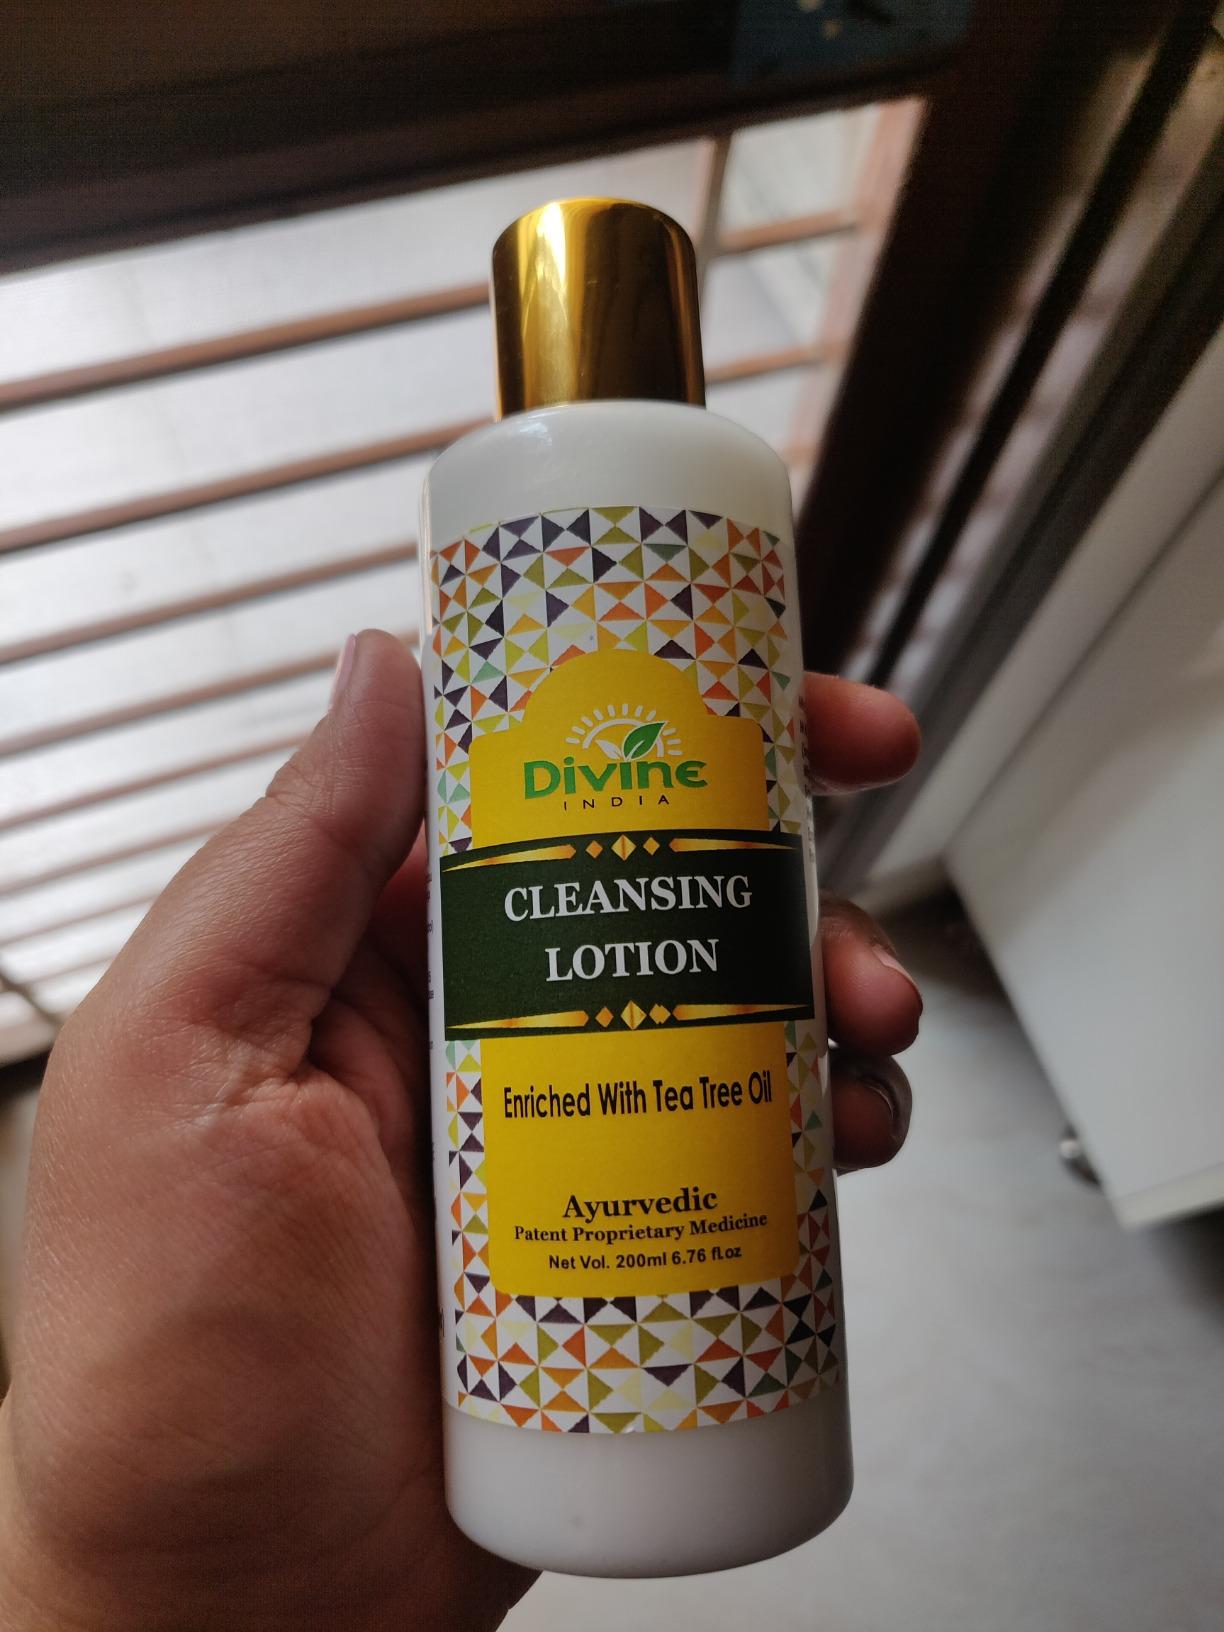 Divine
INDIA
CLEANSING
LOTION
Enriched With Tea Tree Oil
Ayurvedic
Patent Proprietary Medicine
Net Vol. 200ml 6.76 fl.oz